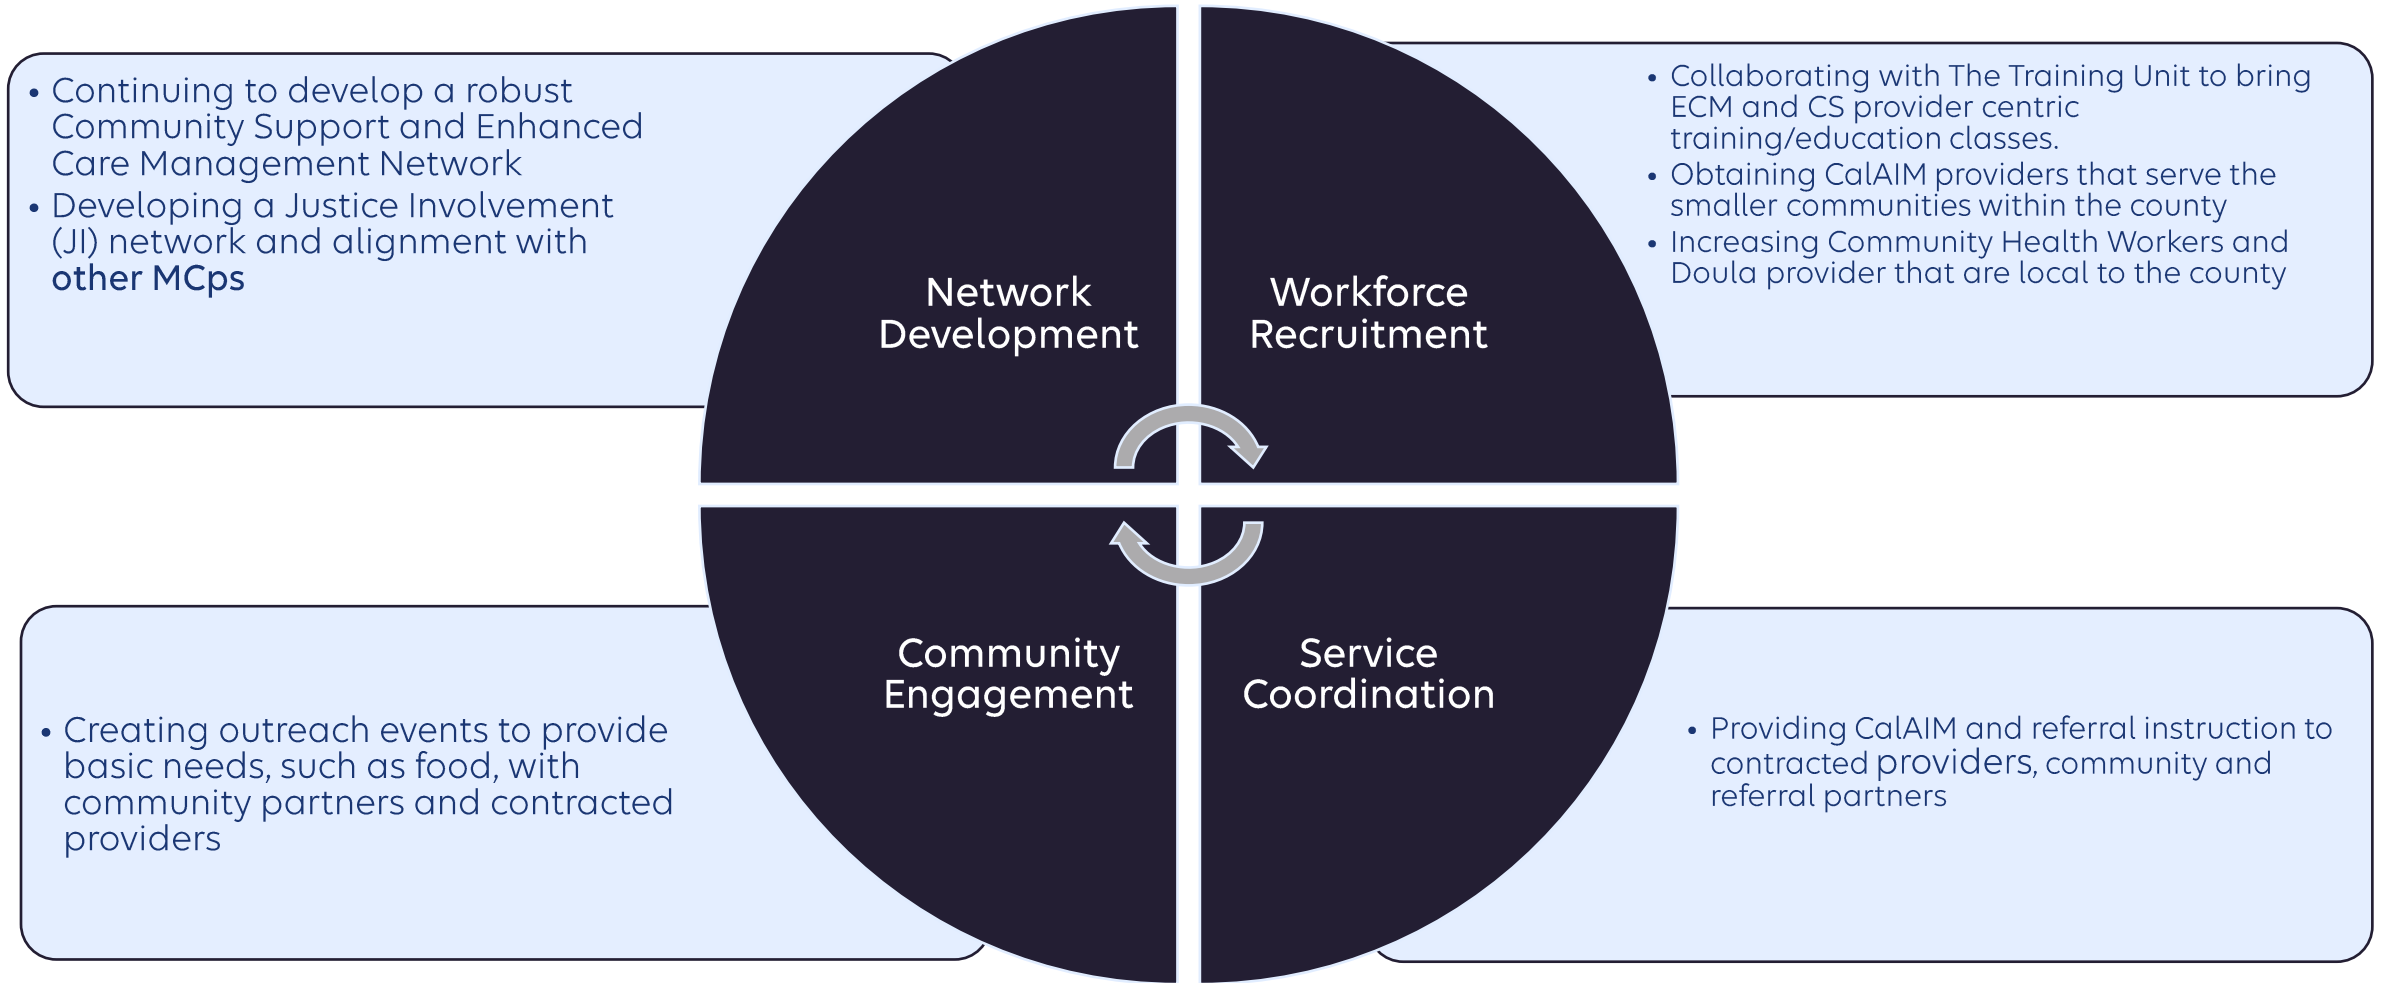 • Continuing to develop a robust
Community Support and Enhanced
Care Management Network
• Developing a Justice Involvement
(JI) network and alignment with
other MCps
Network
Development
Workforce
Recruitment
• Collaborating with The Training Unit to bring
ECM and CS provider centric
training/education classes.
• Obtaining CalAIM providers that serve the
smaller communities within the county
• Increasing Community Health Workers and
Doula provider that are local to the county
• Creating outreach events to provide
basic needs, such as food, with
community partners and contracted
providers
Community
Engagement
Service
Coordination
• Providing CalAIM and referral instruction to
contracted providers, community and
referral partners